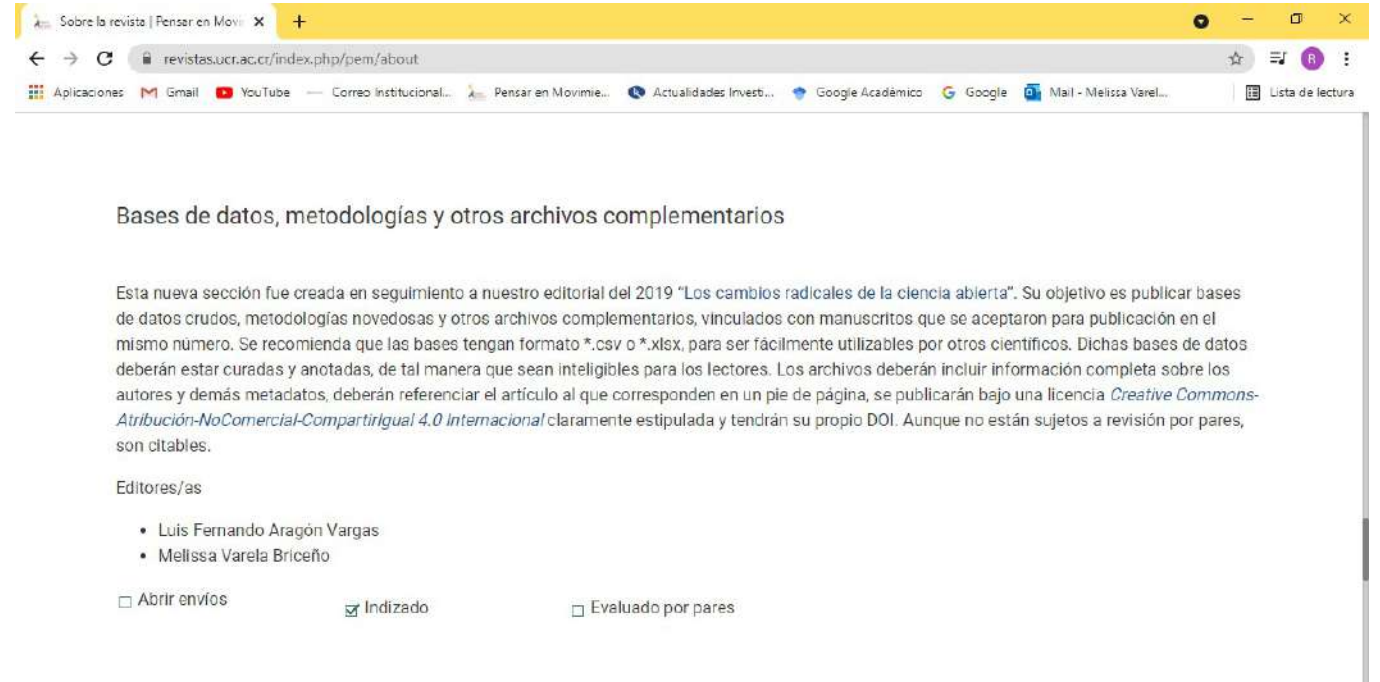 Sobre la revista | Pensar en Movi
revistas.ucr.ac.cr/index.php/pem/about
R
Aplicaciones Gmail YouTube Correo Institucional... Pensar en Movimie... Actualidades Investi... Google Académico Google Mail - Melissa Varel... Lista de lectura
Bases de datos, metodologías y otros archivos complementarios
Esta nueva sección fue creada en seguimiento a nuestro editorial del 2019 “Los cambios radicales de la ciencia abierta”. Su objetivo es publicar bases
de datos crudos, metodologías novedosas y otros archivos complementarios, vinculados con manuscritos que se aceptaron para publicación en el
mismo número. Se recomienda que las bases tengan formato *.csv o *.xlsx, para ser fácilmente utilizables por otros científicos. Dichas bases de datos
deberán estar curadas y anotadas, de tal manera que sean inteligibles para los lectores. Los archivos deberán incluir información completa sobre los
autores y demás metadatos, deberán referenciar el artículo al que corresponden en un pie de página, se publicarán bajo una licencia Creative Commons-
Atribución-NoComercial-CompartirIgual 4.0 Internacional claramente estipulada y tendrán su propio DOI. Aunque no están sujetos a revisión por pares,
son citables.
Editores/as
• Luis Fernando Aragón Vargas
• Melissa Varela Briceño
Abrir envíos Indizado Evaluado por pares